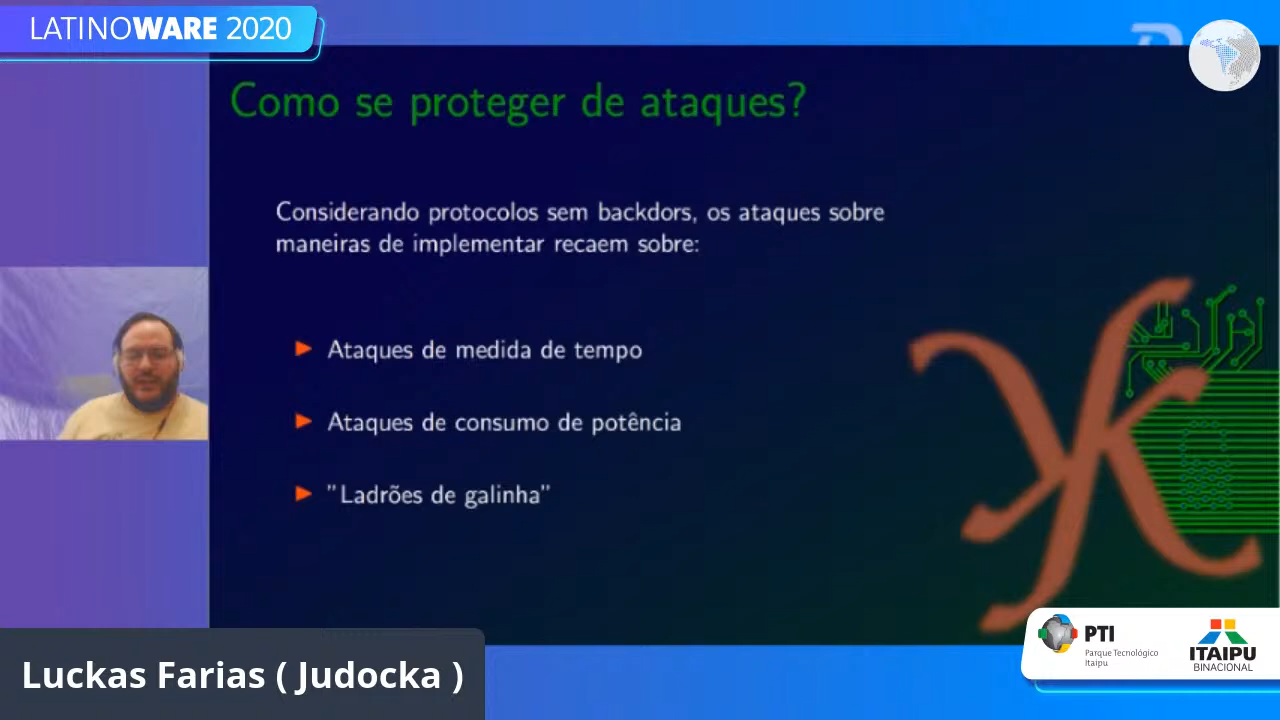 LATINOWARE 2020
Como se proteger de ataques?
Considerando protocolos sem backdors, os ataques sobre
maneiras de implementar recaem sobre:
Ataques de medida de tempo
Ataques de consumo de potência
"Ladrões de galinha"
PTI
Parque Tecnológico
Itaipu
ITAIPU
BINACIONAL
Luckas Farias ( Judocka )